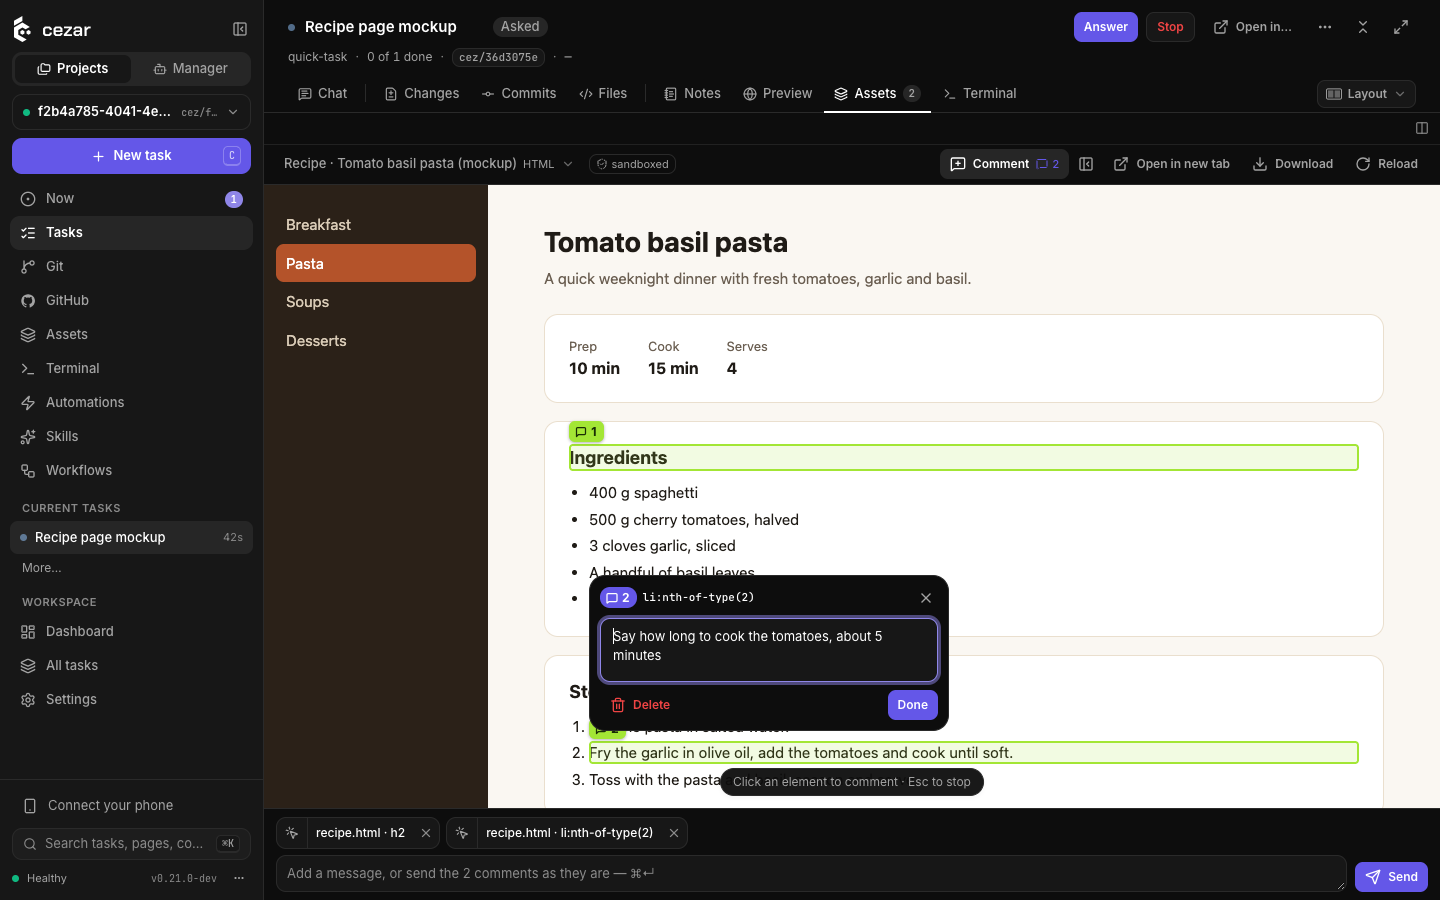 cezar
Projects
Manager
f2b4a785-4041-4e...
cez/f...
New task
C
Now
1
Tasks
Git
GitHub
Assets
Terminal
Automations
Skills
Workflows
CURRENT TASKS
Recipe page mockup
42s
More...
WORKSPACE
Dashboard
All tasks
Settings
Connect your phone
Search tasks, pages, co...
⌘K
Healthy
v0.21.0-dev
Recipe page mockup
Asked
Answer
Stop
Open in...
quick-task · 0 of 1 done · cez/36d3075e · –
Chat
Changes
Commits
Files
Notes
Preview
Assets 2
Terminal
Layout
Recipe · Tomato basil pasta (mockup) HTML
sandboxed
Comment 2
Open in new tab
Download
Reload
Breakfast
Pasta
Soups
Desserts
Tomato basil pasta
A quick weeknight dinner with fresh tomatoes, garlic and basil.
Prep
10 min
Cook
15 min
Serves
4
1
Ingredients
400 g spaghetti
500 g cherry tomatoes, halved
3 cloves garlic, sliced
A handful of basil leaves
2 li:nth-of-type(2)
Say how long to cook the tomatoes, about 5
minutes
Delete
Done
1.
2. Fry the garlic in olive oil, add the tomatoes and cook until soft.
3. Toss with the pasta
Click an element to comment · Esc to stop
recipe.html · h2
recipe.html · li:nth-of-type(2)
Add a message, or send the 2 comments as they are — ⌘↵
Send